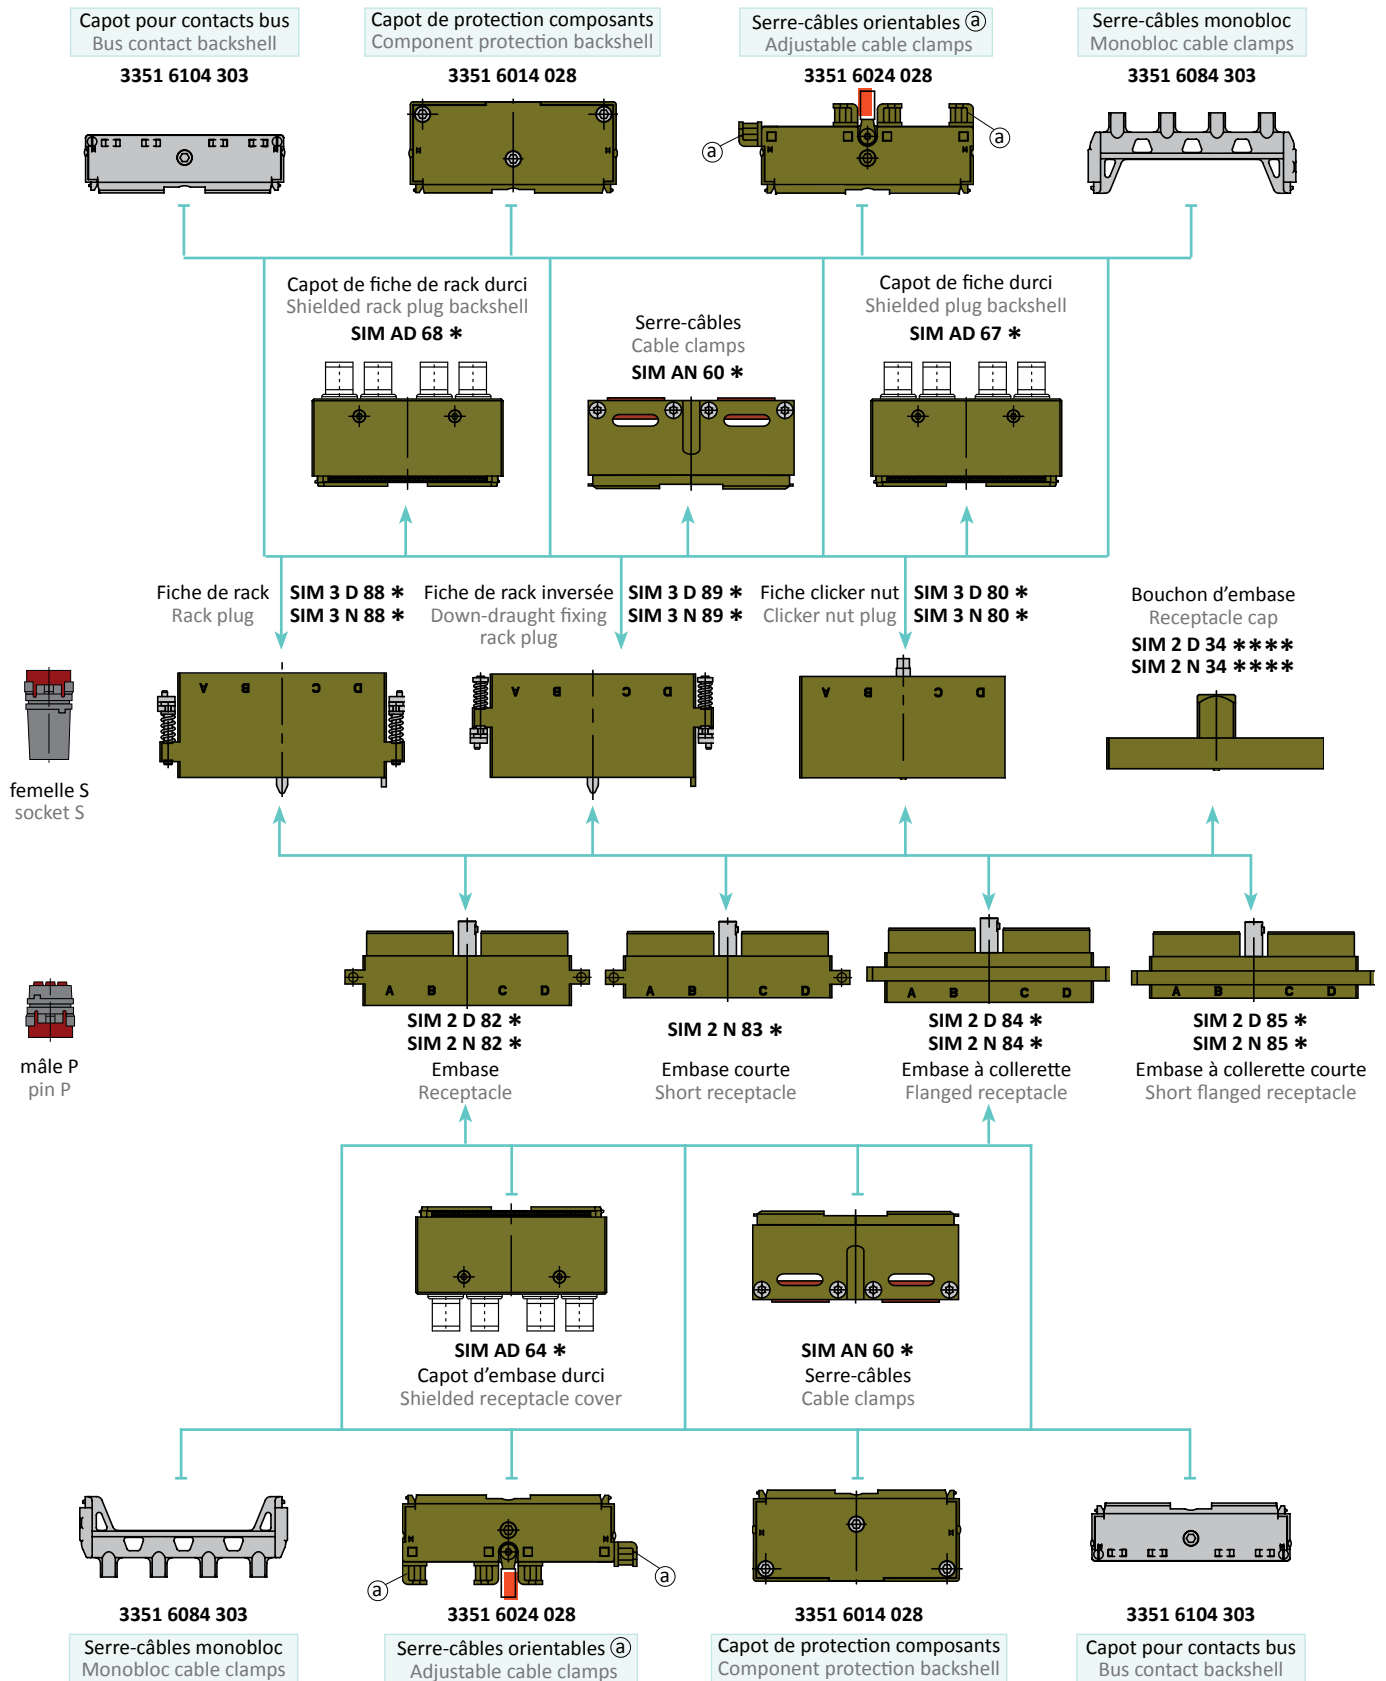 Capot pour contacts bus
Bus contact backshell
3351 6104 303
Capot de protection composants
Component protection backshell
3351 6014 028
Serre-câbles orientables ⓐ
Adjustable cable clamps
3351 6024 028
Serre-câbles monobloc
Monobloc cable clamps
3351 6084 303
ⓐ
ⓐ
Capot de fiche de rack durci
Shielded rack plug backshell
SIM AD 68 *
Serre-câbles
Cable clamps
SIM AN 60 *
Capot de fiche durci
Shielded plug backshell
SIM AD 67 *
Fiche de rack
Rack plug
SIM 3 D 88 *
SIM 3 N 88 *
Fiche de rack inversée
Down-draught fixing
rack plug
SIM 3 D 89 *
SIM 3 N 89 *
Fiche clicker nut
Clicker nut plug
SIM 3 D 80 *
SIM 3 N 80 *
Bouchon d'embase
Receptacle cap
SIM 2 D 34 ****
SIM 2 N 34 ****
A B C D
A B C D
A B C D
femelle S
socket S
A B C D
A B C D
A B C D
A B C D
mâle P
pin P
SIM 2 D 82 *
SIM 2 N 82 *
Embase
Receptacle
SIM 2 N 83 *
Embase courte
Short receptacle
SIM 2 D 84 *
SIM 2 N 84 *
Embase à collerette
Flanged receptacle
SIM 2 D 85 *
SIM 2 N 85 *
Embase à collerette courte
Short flanged receptacle
SIM AD 64 *
Capot d'embase durci
Shielded receptacle cover
SIM AN 60 *
Serre-câbles
Cable clamps
ⓐ
ⓐ
3351 6084 303
Serre-câbles monobloc
Monobloc cable clamps
3351 6024 028
Serre-câbles orientables ⓐ
Adjustable cable clamps
3351 6014 028
Capot de protection composants
Component protection backshell
3351 6104 303
Capot pour contacts bus
Bus contact backshell